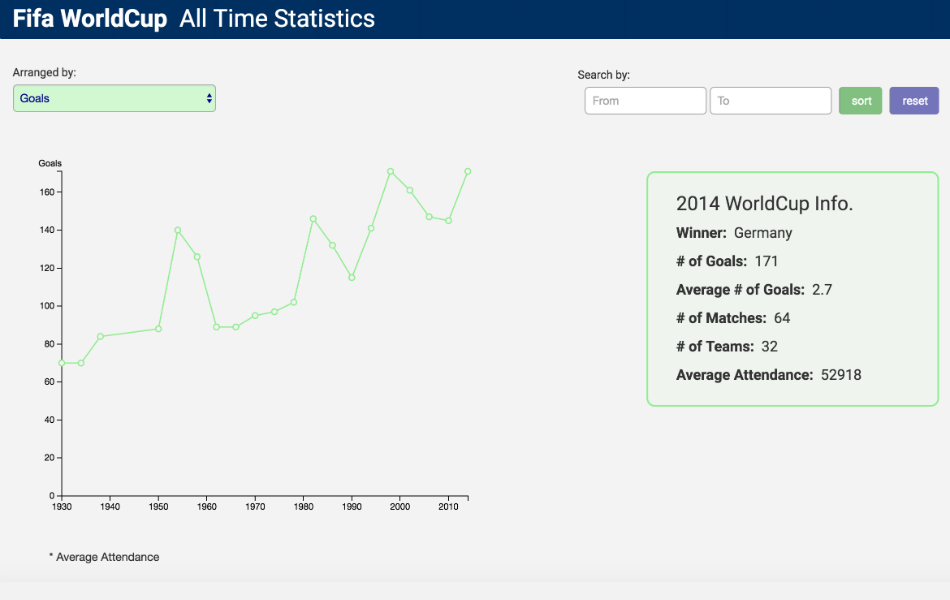 Fifa WorldCup All Time Statistics
Arranged by:
Search by:
Goals
From
To
sort
reset
Goals
160
140
120
100
80
60
40
20
0
1930 1940 1950 1960 1970 1980 1990 2000 2010
* Average Attendance
2014 WorldCup Info.
Winner: Germany
# of Goals: 171
Average # of Goals: 2.7
# of Matches: 64
# of Teams: 32
Average Attendance: 52918